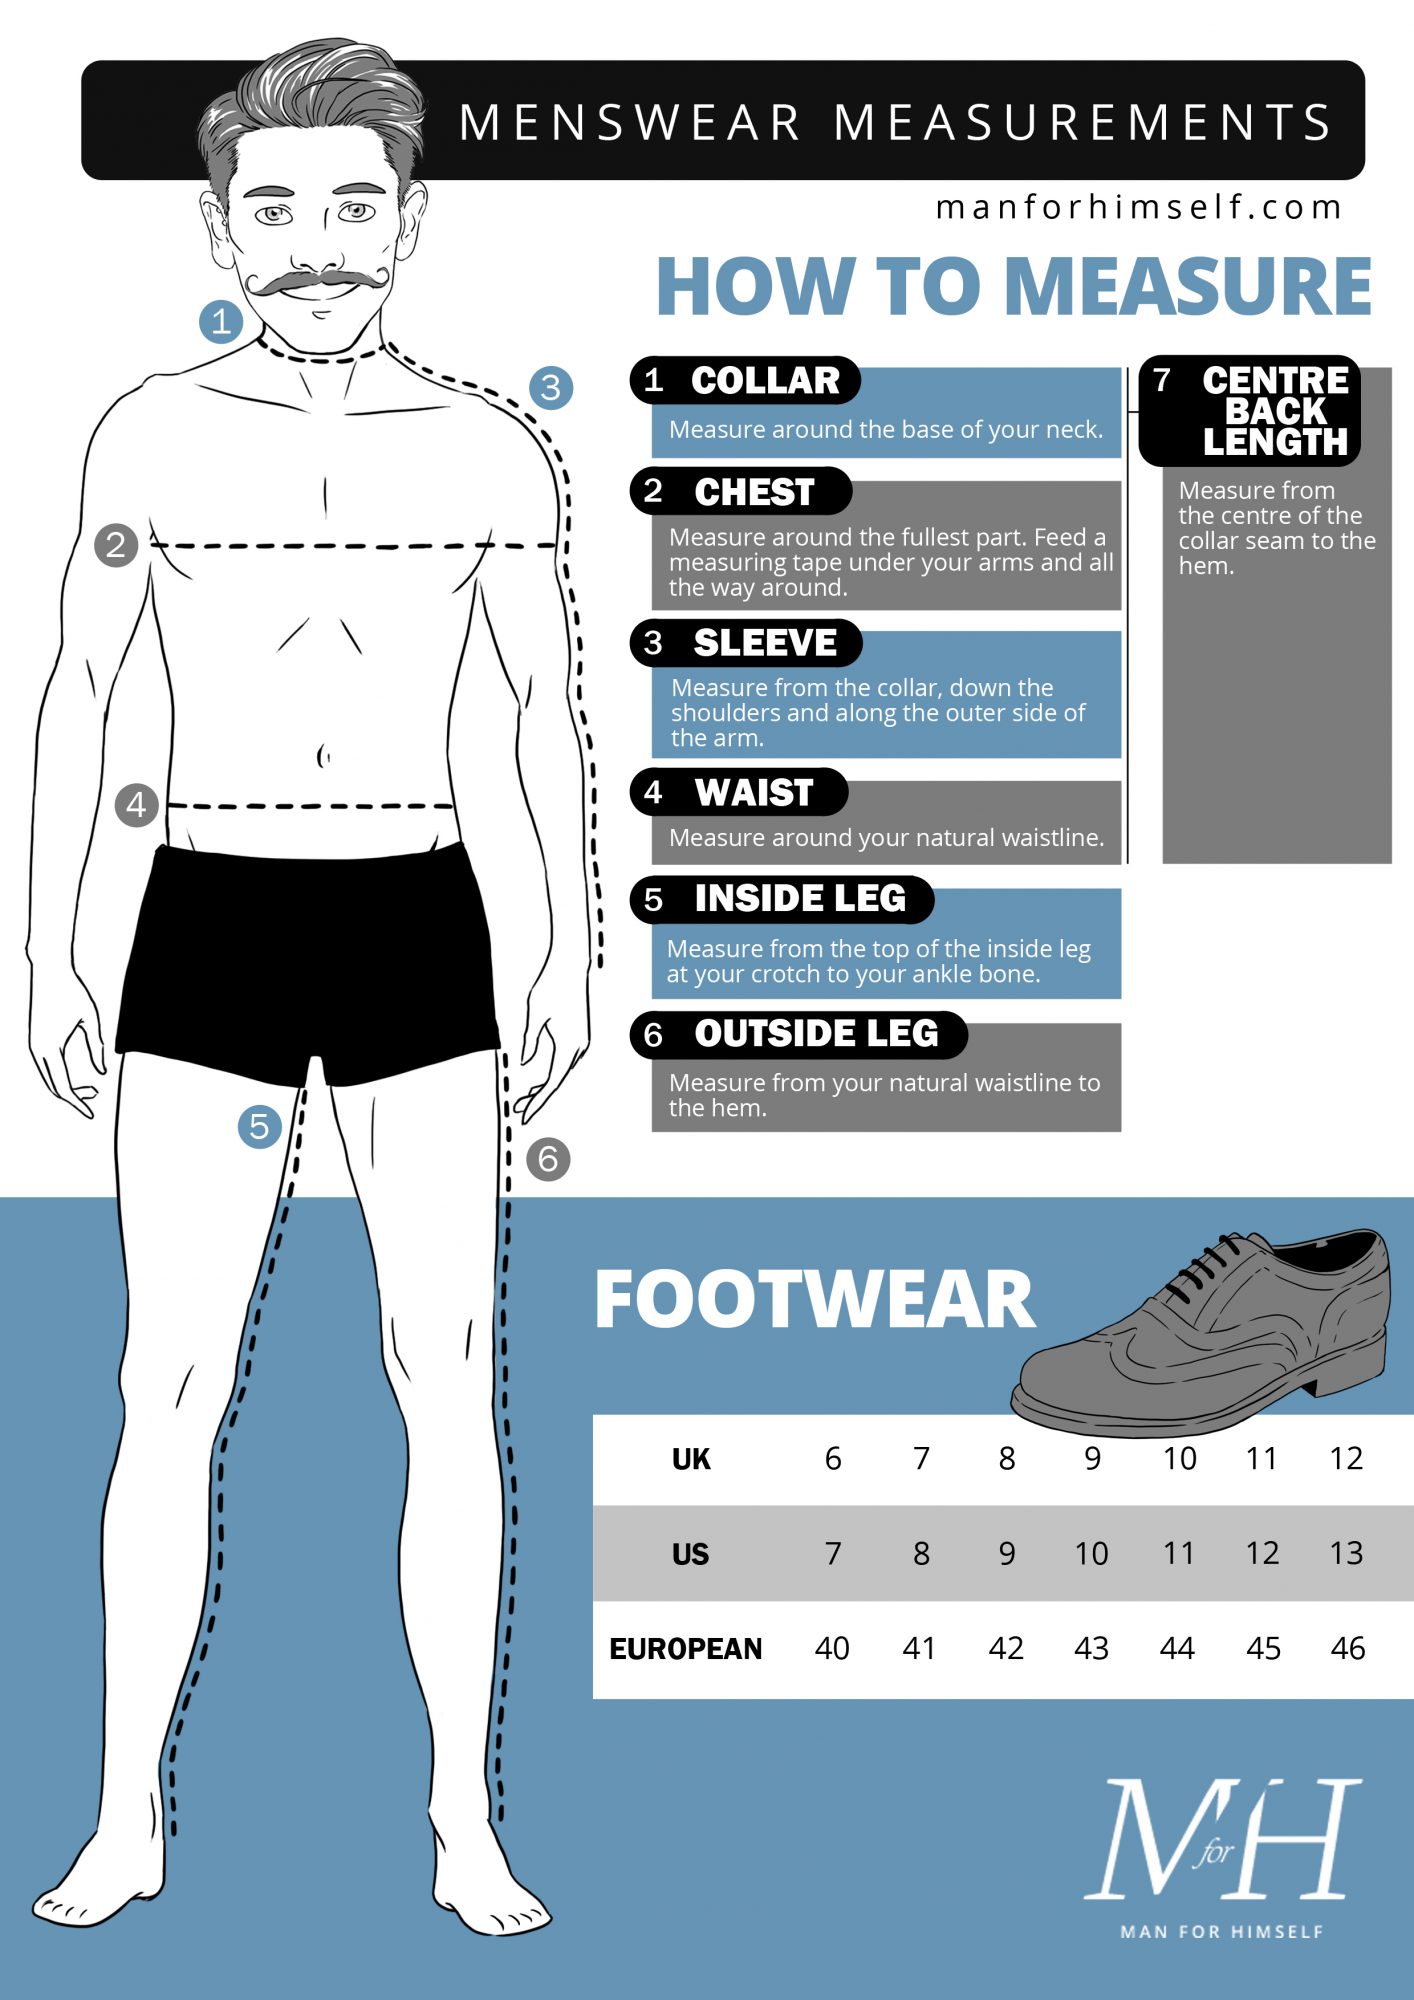 MENSWEAR MEASUREMENTS
manforhimself.com
HOW TO MEASURE
1 COLLAR
Measure around the base of your neck.
2 CHEST
Measure around the fullest part. Feed a
measuring tape under your arms and all
the way around.
3 SLEEVE
Measure from the collar, down the
shoulders and along the outer side of
the arm.
4 WAIST
Measure around your natural waistline.
5 INSIDE LEG
Measure from the top of the inside leg
at your crotch to your ankle bone.
6 OUTSIDE LEG
Measure from your natural waistline to
the hem.
7 CENTRE
BACK
LENGTH
Measure from
the centre of the
collar seam to the
hem.
1
3
2
4
5
6
FOOTWEAR
UK 6 7 8 9 10 11 12
US 7 8 9 10 11 12 13
EUROPEAN 40 41 42 43 44 45 46
M for H
MAN FOR HIMSELF